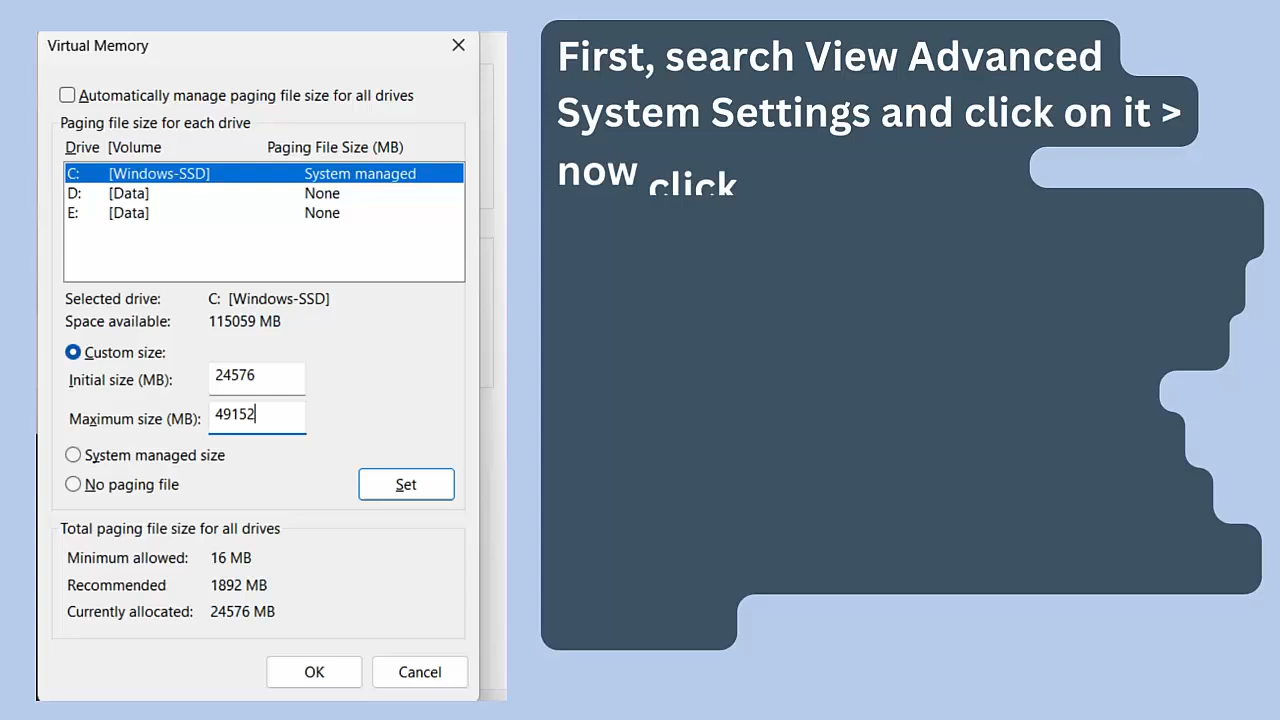 Virtual Memory
Automatically manage paging file size for all drives
Paging file size for each drive
Drive [Volume Paging File Size (MB)
C: [Windows-SSD] System managed
D: [Data] None
E: [Data] None
Selected drive: C: [Windows-SSD]
Space available: 115059 MB
Custom size:
Initial size (MB): 24576
Maximum size (MB): 49152
System managed size
No paging file
Set
Total paging file size for all drives
Minimum allowed: 16 MB
Recommended 1892 MB
Currently allocated: 24576 MB
OK Cancel
First, search View Advanced
System Settings and click on it >
now click